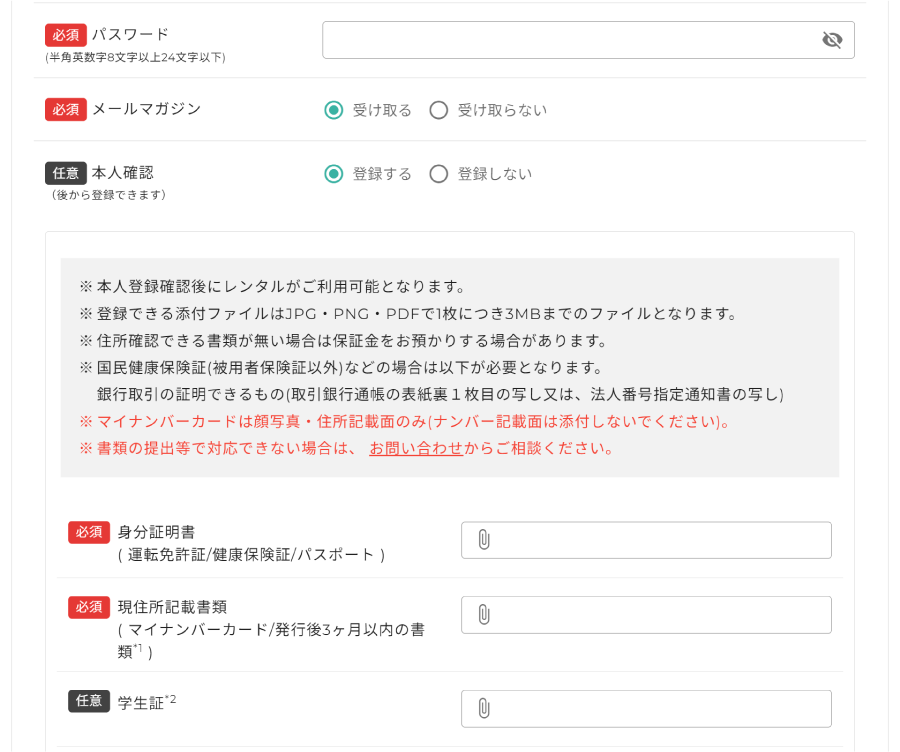 必須 パスワード
(半角英数字8文字以上24文字以下)
必須 メールマガジン 受け取る 受け取らない
任意 本人確認 登録する 登録しない
(後から登録できます)
※ 本人登録確認後にレンタルがご利用可能となります。
※ 登録できる添付ファイルはJPG・PNG・PDFで1枚につき3MBまでのファイルとなります。
※ 住所確認できる書類が無い場合は保証金をお預かりする場合があります。
※ 国民健康保険証(被用者保険証以外)などの場合は以下が必要となります。
銀行取引の証明できるもの(取引銀行通帳の表紙裏１枚目の写し又は、法人番号指定通知書の写し)
※ マイナンバーカードは顔写真・住所記載面のみ(ナンバー記載面は添付しないでください)。
※ 書類の提出等で対応できない場合は、 お問い合わせからご相談ください。
必須 身分証明書
( 運転免許証/健康保険証/パスポート )
必須 現住所記載書類
( マイナンバーカード/発行後3ヶ月以内の書
類*1 )
任意 学生証*2